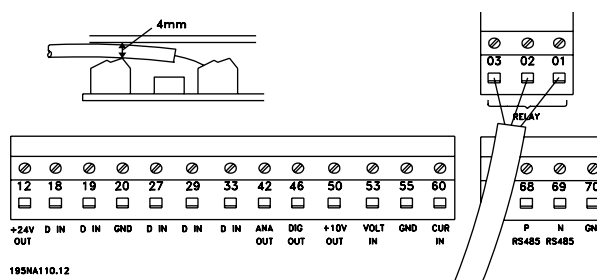 4mm
03 02 01
RELAY
12 18 19 20 27 29 33 42 46 50 53 55 60
68 69 70
+24V OUT D IN D IN GND D IN D IN D IN ANA OUT DIG OUT +10V OUT VOLT IN GND CUR IN
P RS485 N RS485 GN
195NA110.12